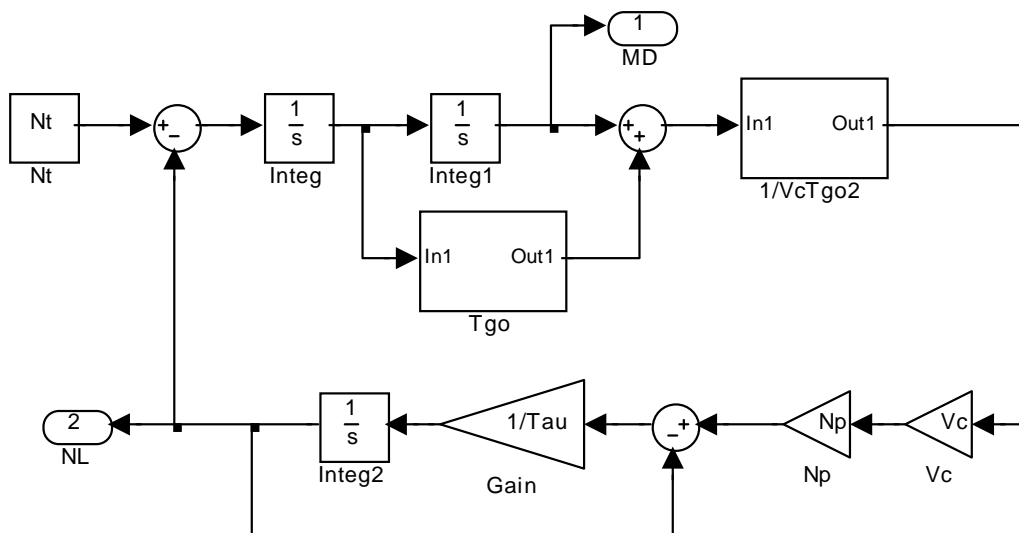 1
MD
Nt
+
-
1
s
1
s
+
+
In1
Out1
Nt
Integ
Integ1
1/VcTgo2
In1
Out1
Tgo
2
1
s
1/Tau
-
+
Np
Vc
NL
Integ2
Gain
Np
Vc